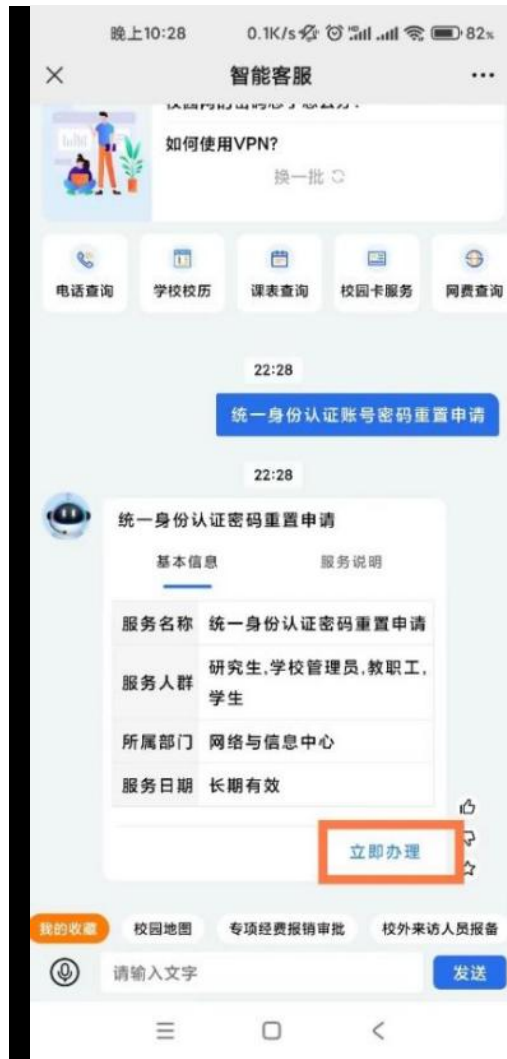 晚上10:28 0.1K/s 82%
智能客服
如何使用VPN?
换一批
电话查询 学校校历 课表查询 校园卡服务 网费查询
22:28
统一身份认证账号密码重置申请
22:28
统一身份认证密码重置申请
基本信息 服务说明
服务名称 统一身份认证密码重置申请
服务人群 研究生,学校管理员,教职工,
学生
所属部门 网络与信息中心
服务日期 长期有效
立即办理
我的收藏 校园地图 专项经费报销审批 校外来访人员报备
请输入文字 发送